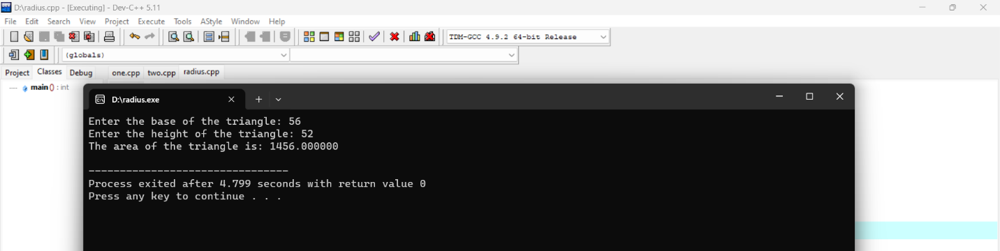 D:\radius.cpp - [Executing] - Dev-C++ 5.11
File Edit Search View Project Execute Tools AStyle Window Help
TDM-GCC 4.9.2 64-bit Release
(globals)
Project Classes Debug one.cpp two.cpp radius.cpp
main () : int
D:\radius.exe
Enter the base of the triangle: 56
Enter the height of the triangle: 52
The area of the triangle is: 1456.000000
--------------------------------
Process exited after 4.799 seconds with return value 0
Press any key to continue . . .